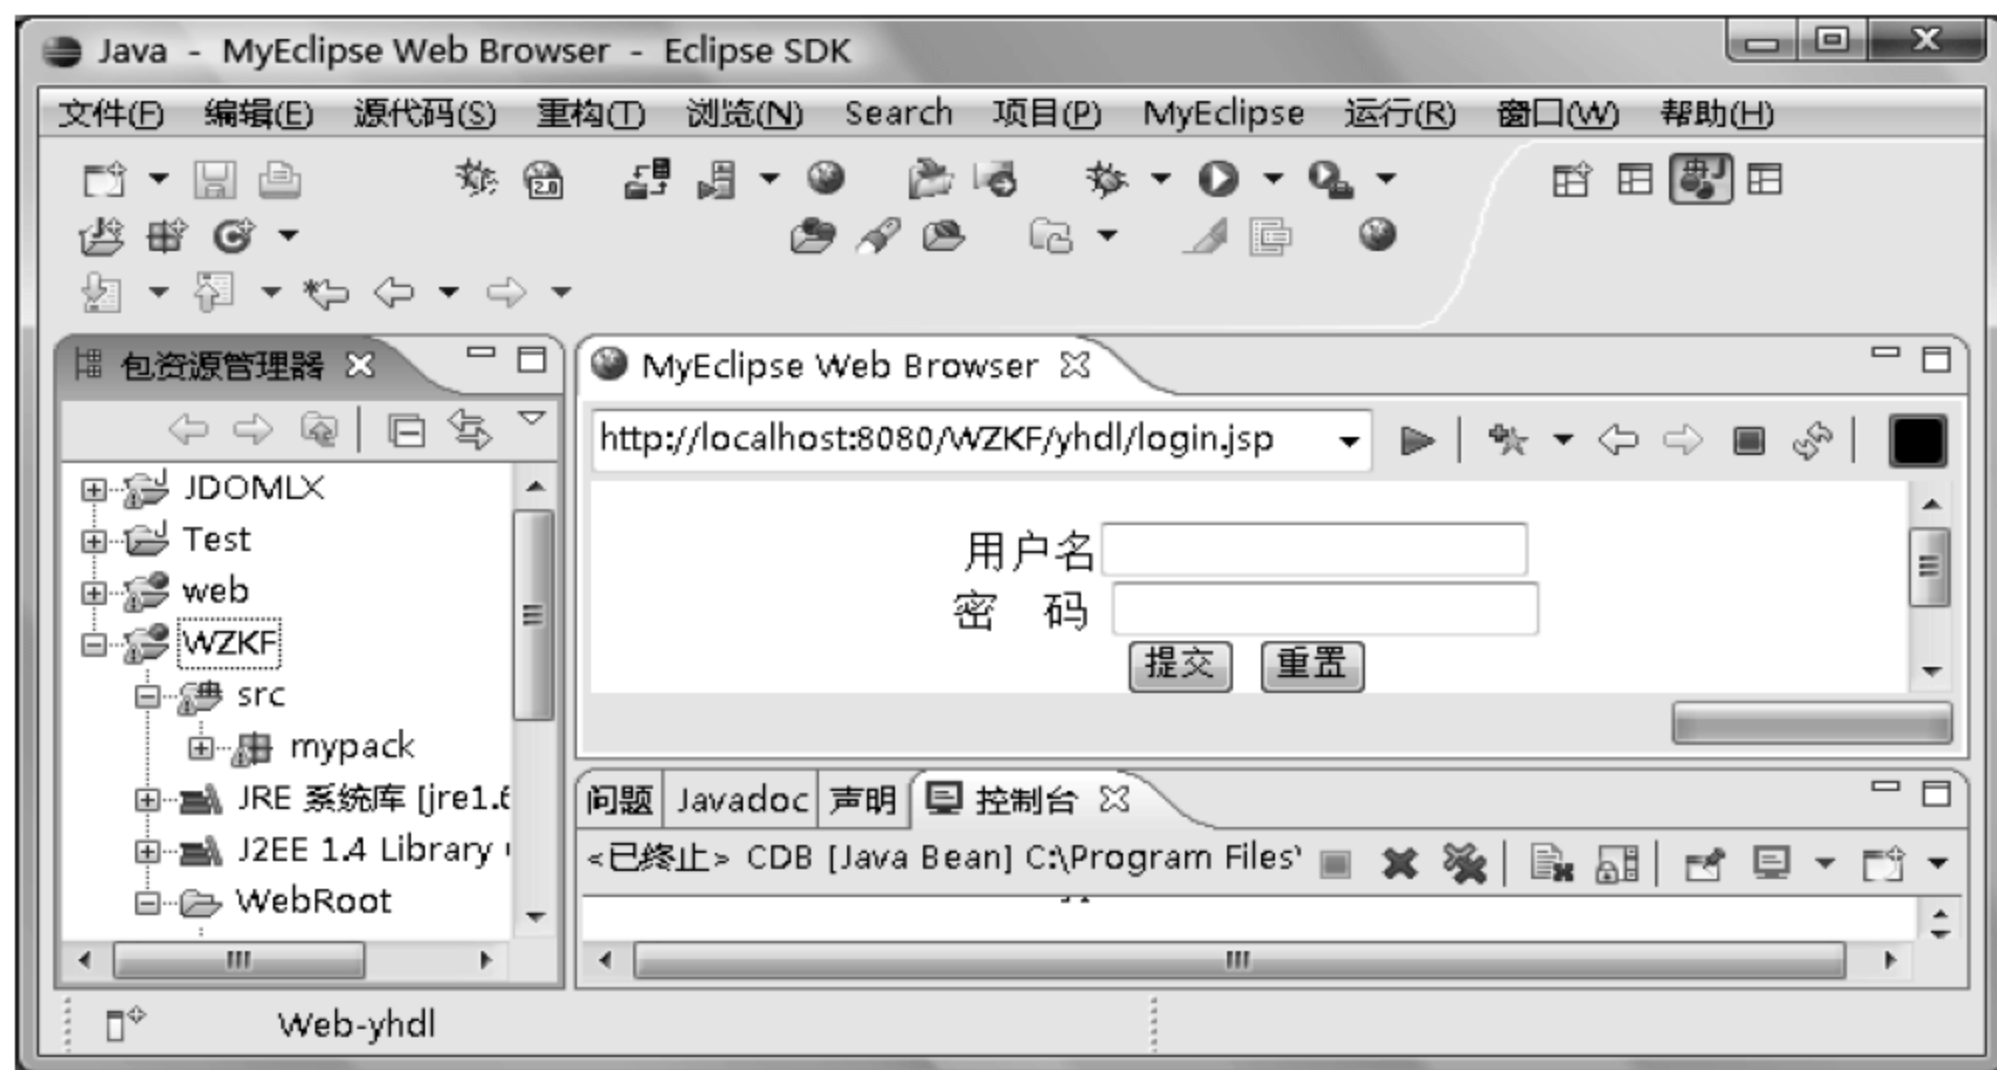 Java - MyEclipse Web Browser - Eclipse SDK
文件(F) 编辑(E) 源代码(S) 重构(T) 浏览(N) Search 项目(P) MyEclipse 运行(R) 窗口(W) 帮助(H)
包资源管理器
JDOMLX
Test
web
WZKF
src
mypack
JRE 系统库 [jre1.6
J2EE 1.4 Library
WebRoot
MyEclipse Web Browser
http://localhost:8080/WZKF/yhdl/login.jsp
用户名
密 码
提交 重置
问题 Javadoc 声明 控制台
<已终止> CDB [Java Bean] C:\Program Files
Web-yhdl